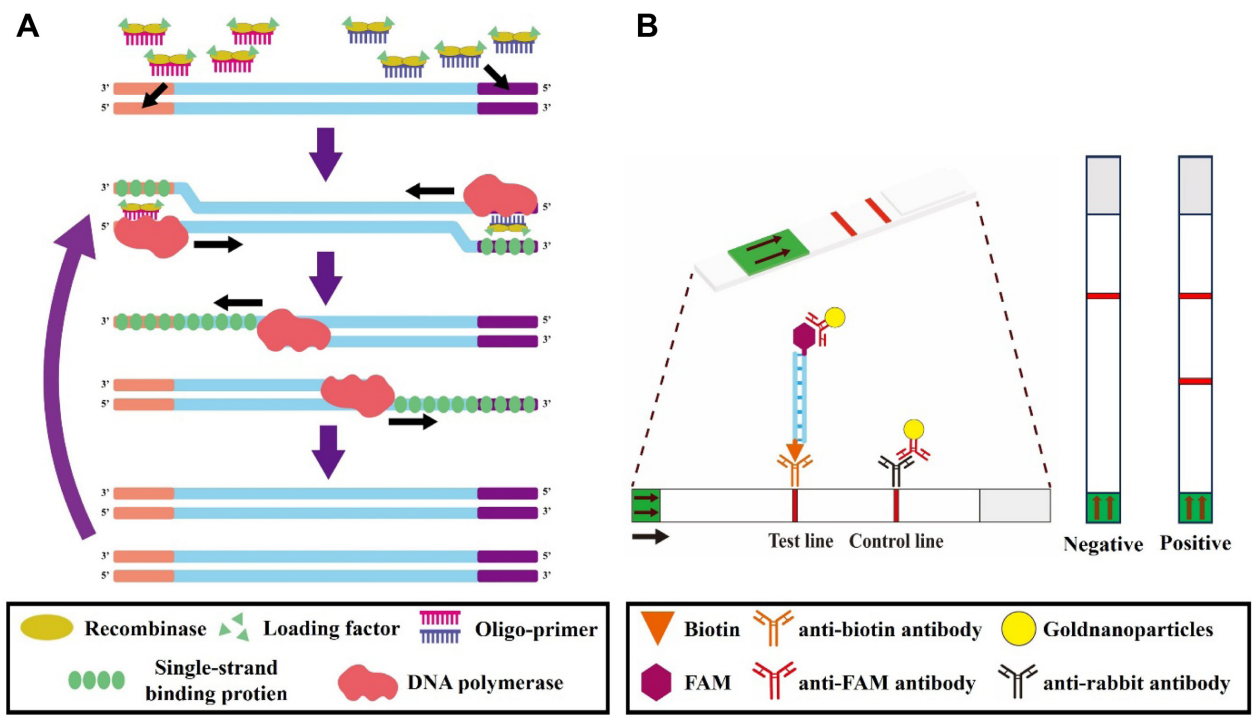 A
B
3’ 5’
5’ 3’
3’ 5’
5’ 3’
3’ 5’
3’
3’
5’ 3’
3’ 5’
5’ 3’
3’ 5’
5’ 3’
Recombinase
Loading factor
Oligo-primer
Single-strand
binding protien
DNA polymerase
Test line
Control line
Negative
Positive
Biotin
anti-biotin antibody
Goldnanoparticles
FAM
anti-FAM antibody
anti-rabbit antibody